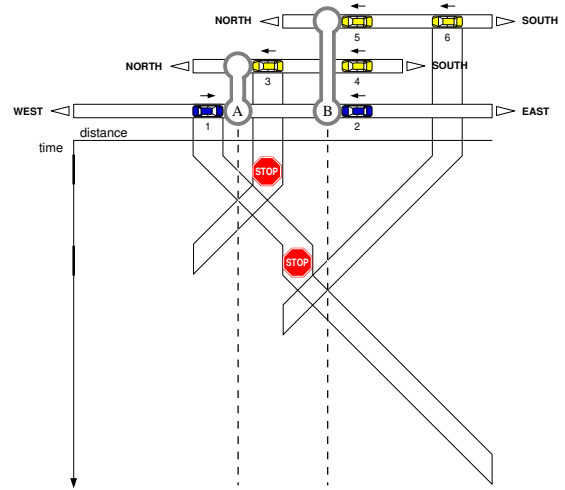 NORTH SOUTH
5 6
NORTH SOUTH
3 4
WEST A B EAST
1 2
distance
time
STOP
STOP